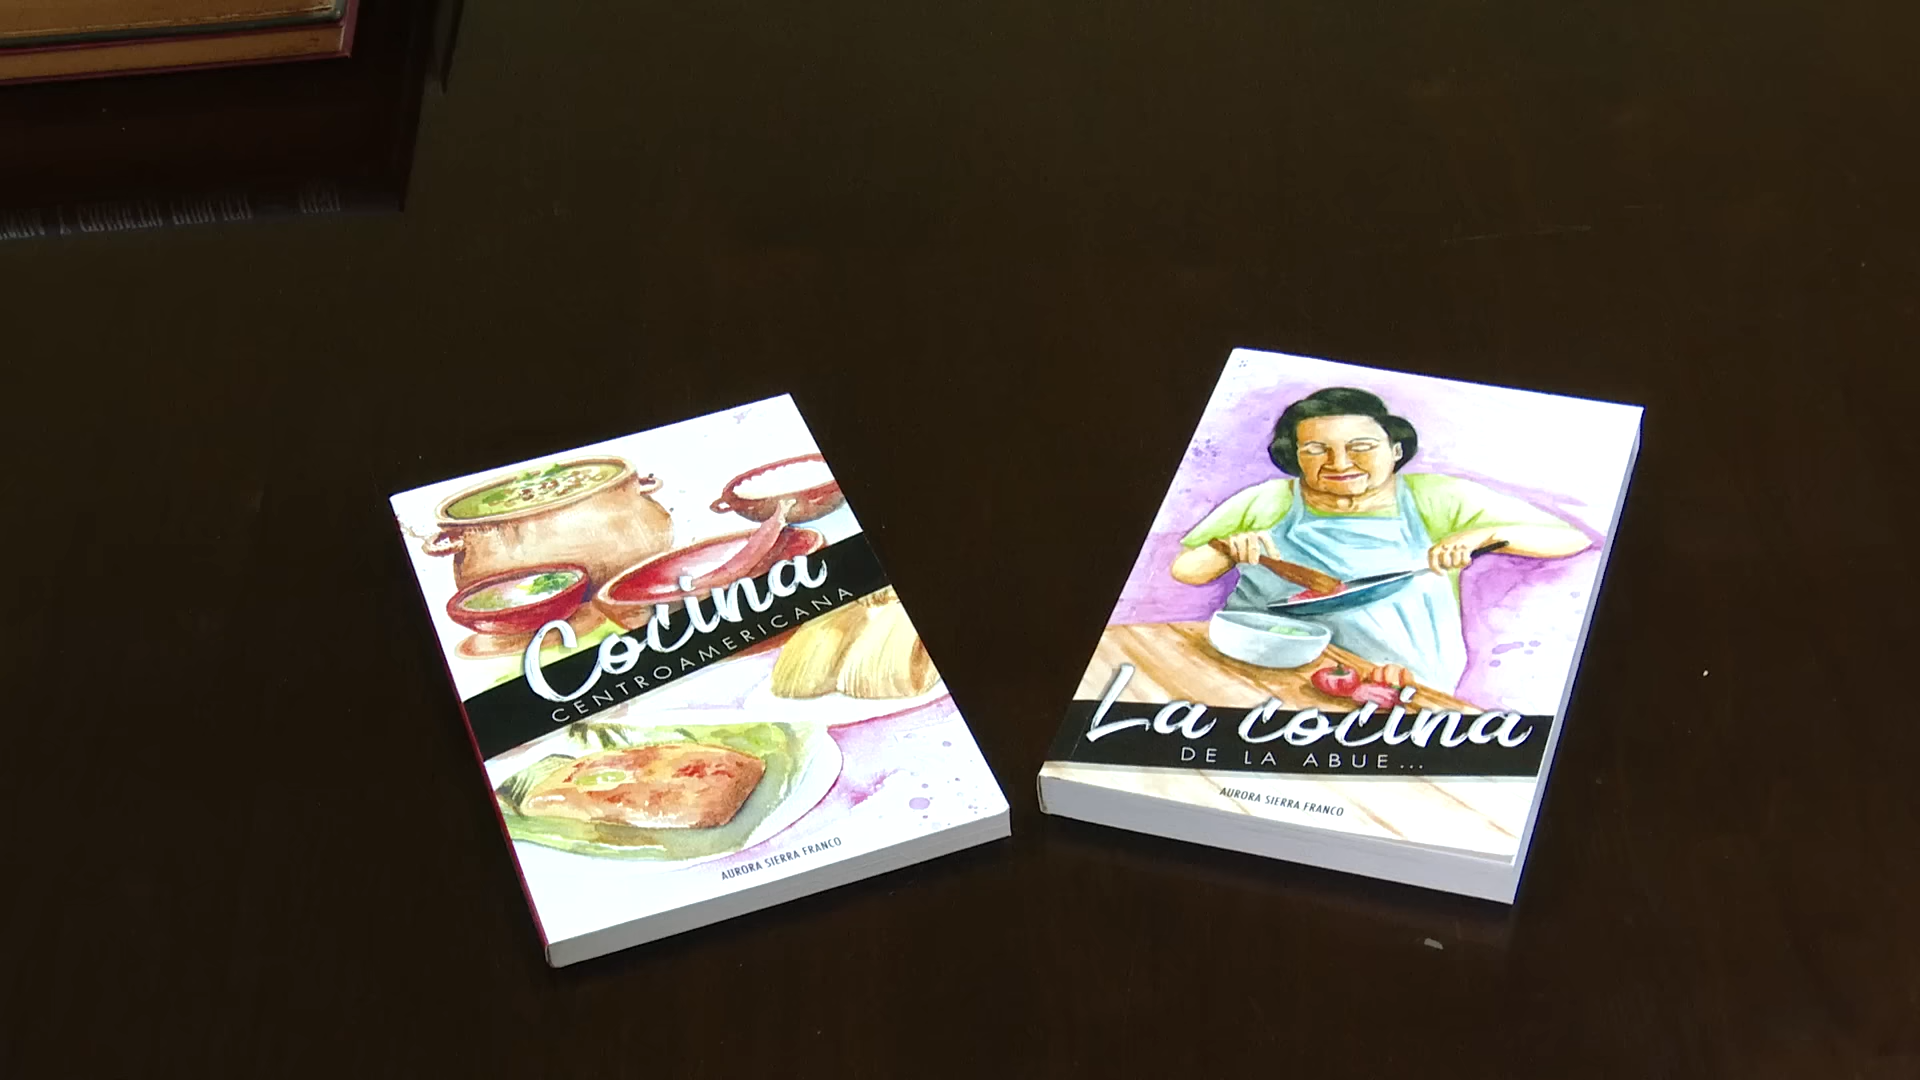 Cocina
CENTROAMERICANA
AURORA SIERRA FRANCO
La cocina
DE LA ABUE...
AURORA SIERRA FRANCO